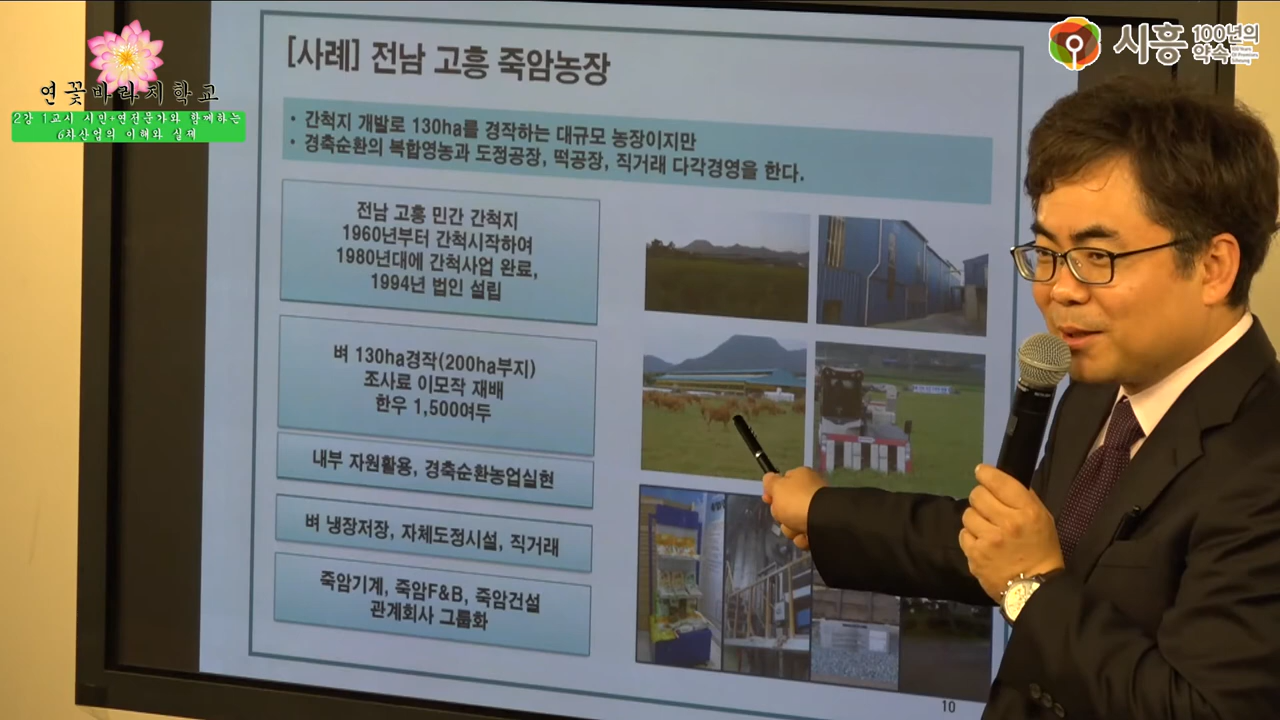 연꽃바라지학교
2강 1교시 시민+연전문가와 함께하는
6차산업의 이해와 실제
시흥 100년의 약속
[사례] 전남 고흥 죽암농장
• 간척지 개발로 130ha를 경작하는 대규모 농장이지만
• 경축순환의 복합영농과 도정공장, 떡공장, 직거래 다각경영을 한다.
전남 고흥 민간 간척지
1960년부터 간척시작하여
1980년대에 간척사업 완료,
1994년 법인 설립
벼 130ha경작(200ha부지)
조사료 이모작 재배
한우 1,500여두
내부 자원활용, 경축순환농업실현
벼 냉장저장, 자체도정시설, 직거래
죽암기계, 죽암F&B, 죽암건설
관계회사 그룹화
10